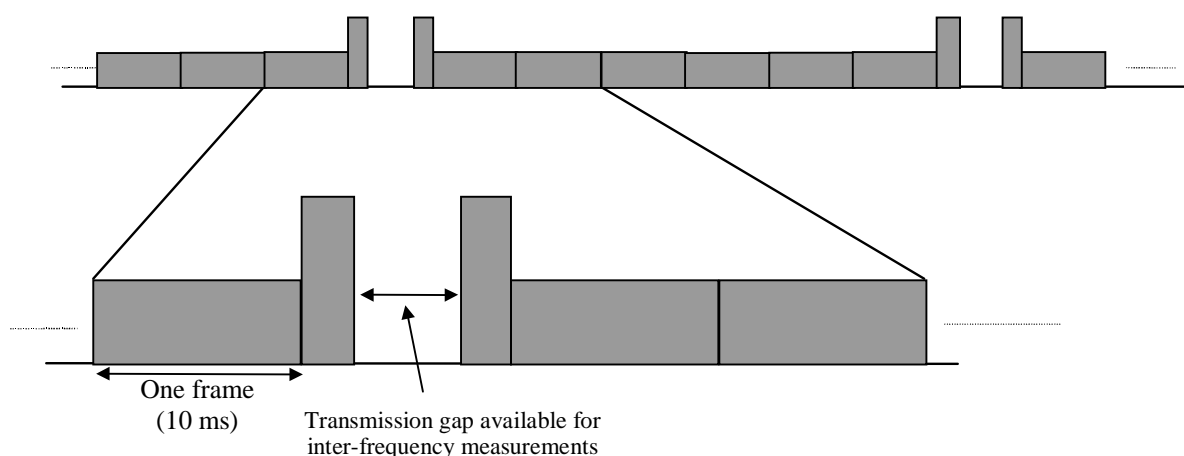 One frame
(10 ms)
Transmission gap available for
inter-frequency measurements